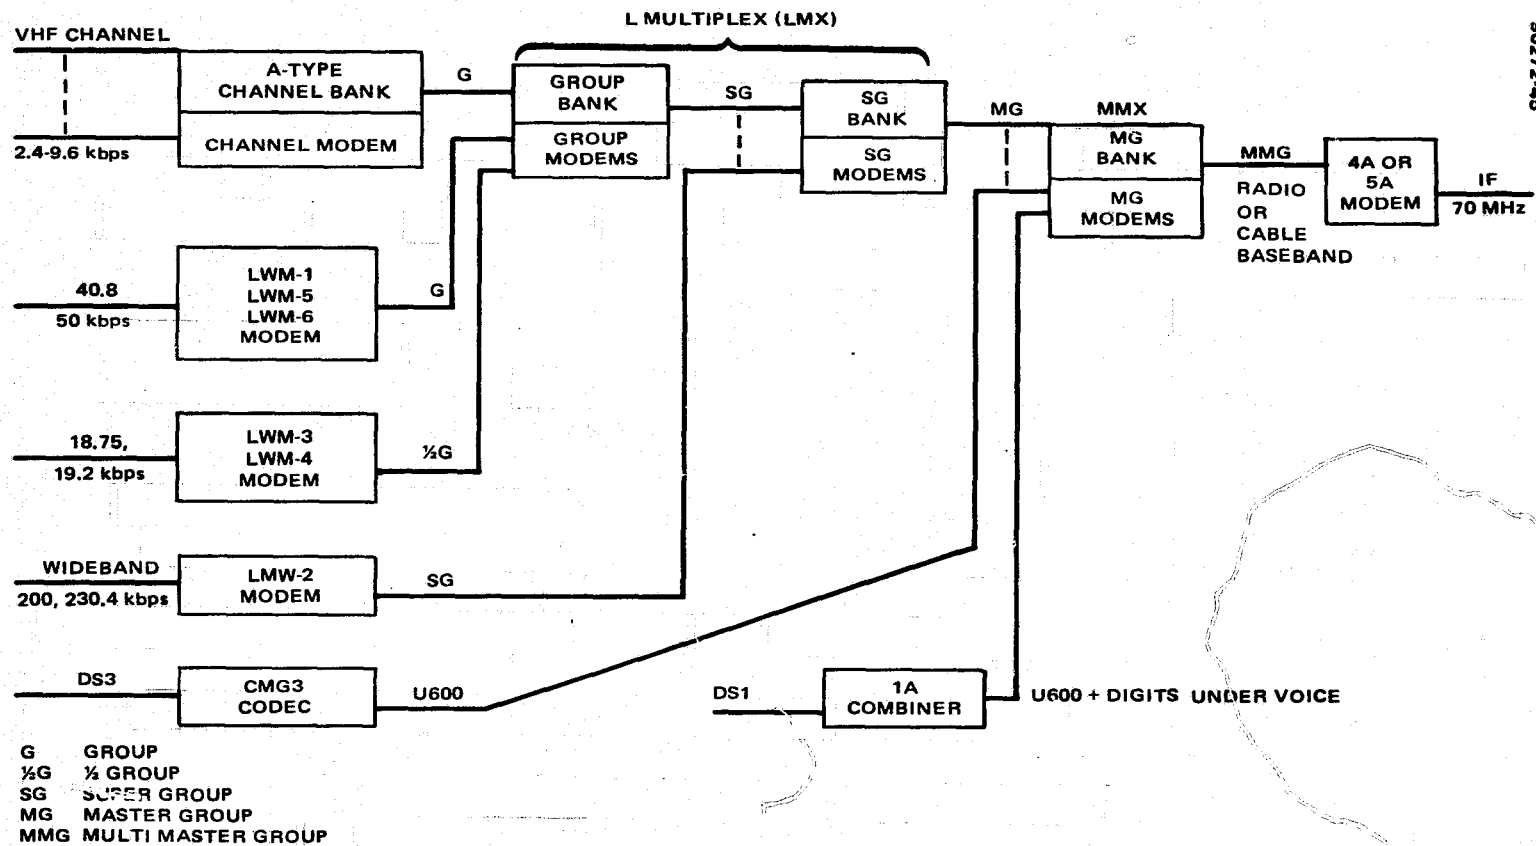 L MULTIPLEX (LMX)
VHF CHANNEL
A-TYPE
CHANNEL BANK
CHANNEL MODEM
2.4-9.6 kbps
G
GROUP
BANK
GROUP
MODEMS
SG
SG
BANK
SG
MODEMS
MG
MMX
MG
BANK
MG
MODEMS
MMG
RADIO
OR
CABLE
BASEBAND
4A OR
5A
MODEM
IF
70 MHz
40.8
50 kbps
LWM-1
LWM-5
LWM-6
MODEM
G
18.75,
19.2 kbps
LWM-3
LWM-4
MODEM
½G
WIDEBAND
200, 230.4 kbps
LMW-2
MODEM
SG
DS3
CMG3
CODEC
U600
DS1
1A
COMBINER
U600 + DIGITS UNDER VOICE
G GROUP
½G ½ GROUP
SG SUPER GROUP
MG MASTER GROUP
MMG MULTI MASTER GROUP